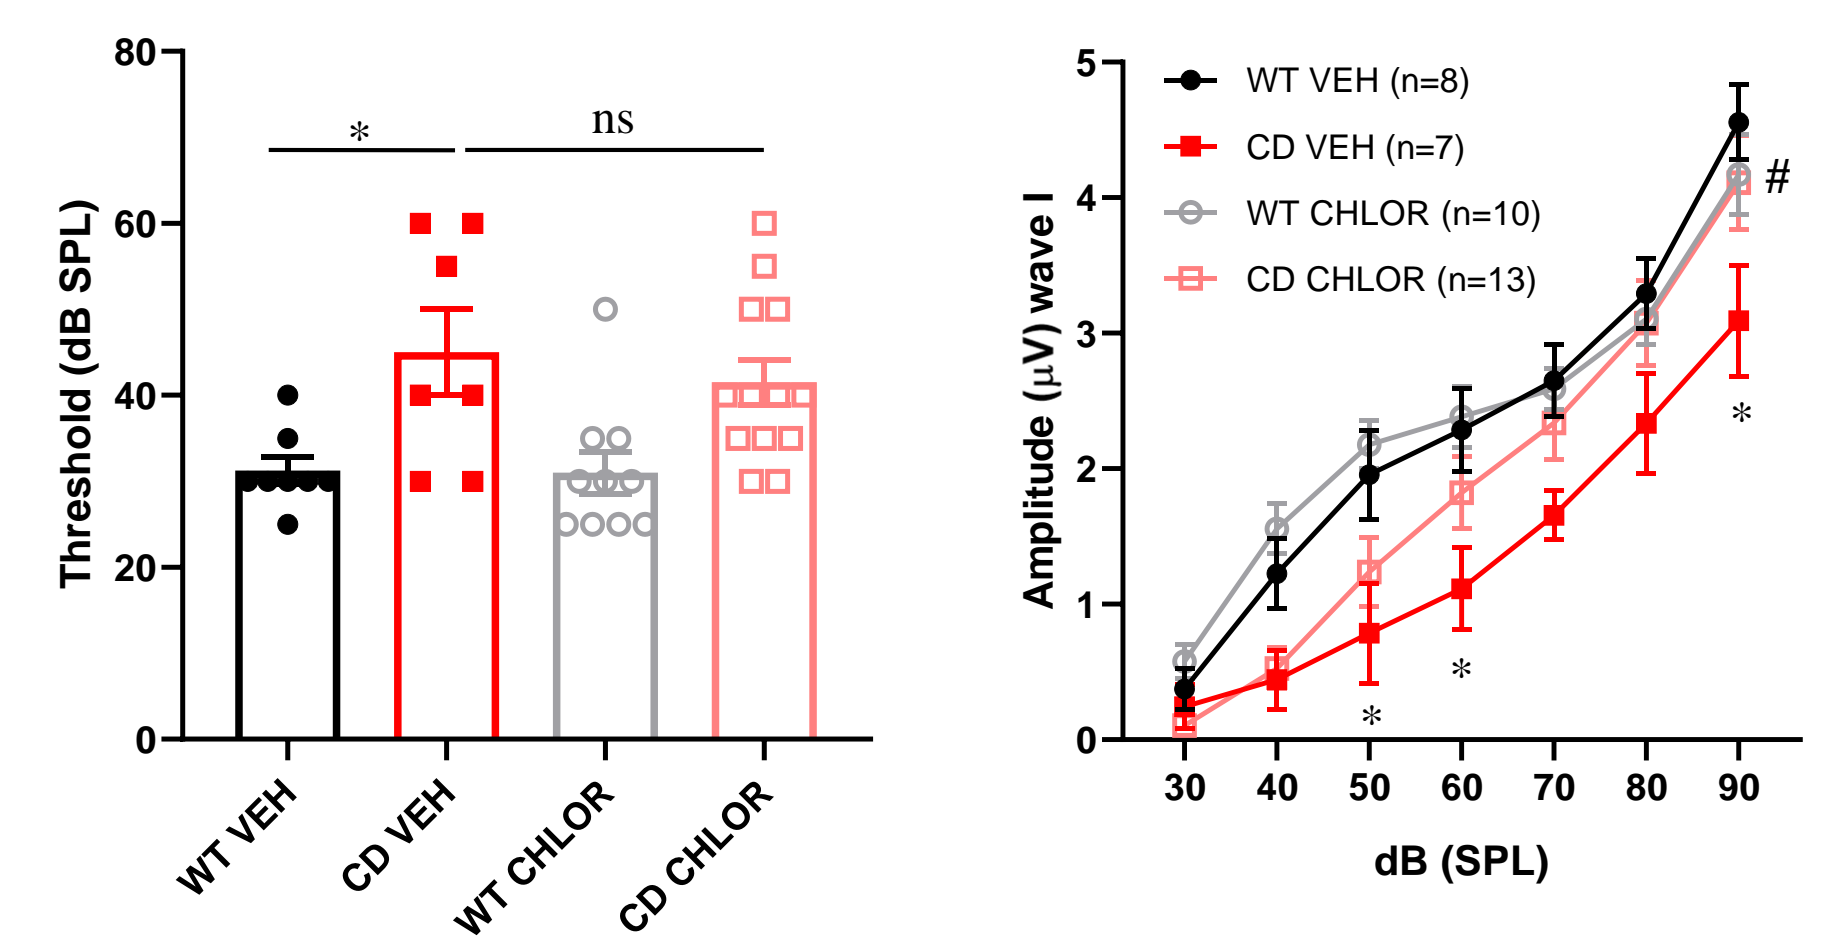 80
60
40
20
0
Threshold (dB SPL)
*
ns
WT VEH
CD VEH
WT CHLOR
CD CHLOR
5
4
3
2
1
0
Amplitude (µV) wave I
WT VEH (n=8)
CD VEH (n=7)
WT CHLOR (n=10)
CD CHLOR (n=13)
#
*
*
*
30 40 50 60 70 80 90
dB (SPL)